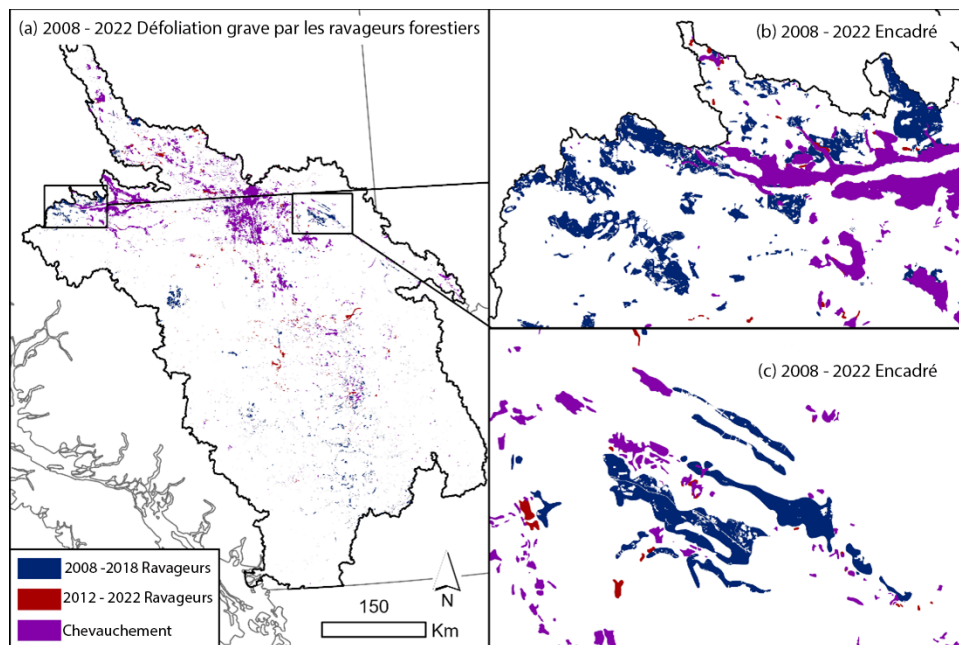 (a) 2008 - 2022 Défoliation grave par les ravageurs forestiers
(b) 2008 - 2022 Encadré
(c) 2008 - 2022 Encadré
2008 -2018 Ravageurs
2012 - 2022 Ravageurs
Chevauchement
N
150
Km